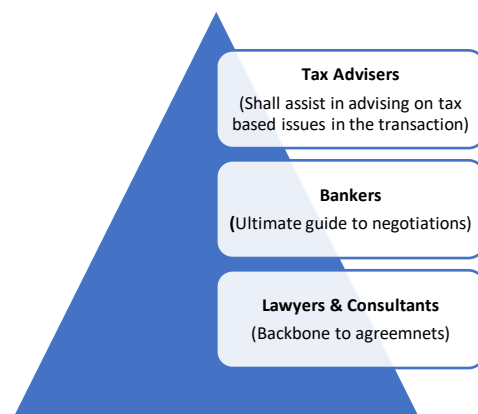 Tax Advisers
(Shall assist in advising on tax
based issues in the transaction)
Bankers
(Ultimate guide to negotiations)
Lawyers & Consultants
(Backbone to agreemnets)